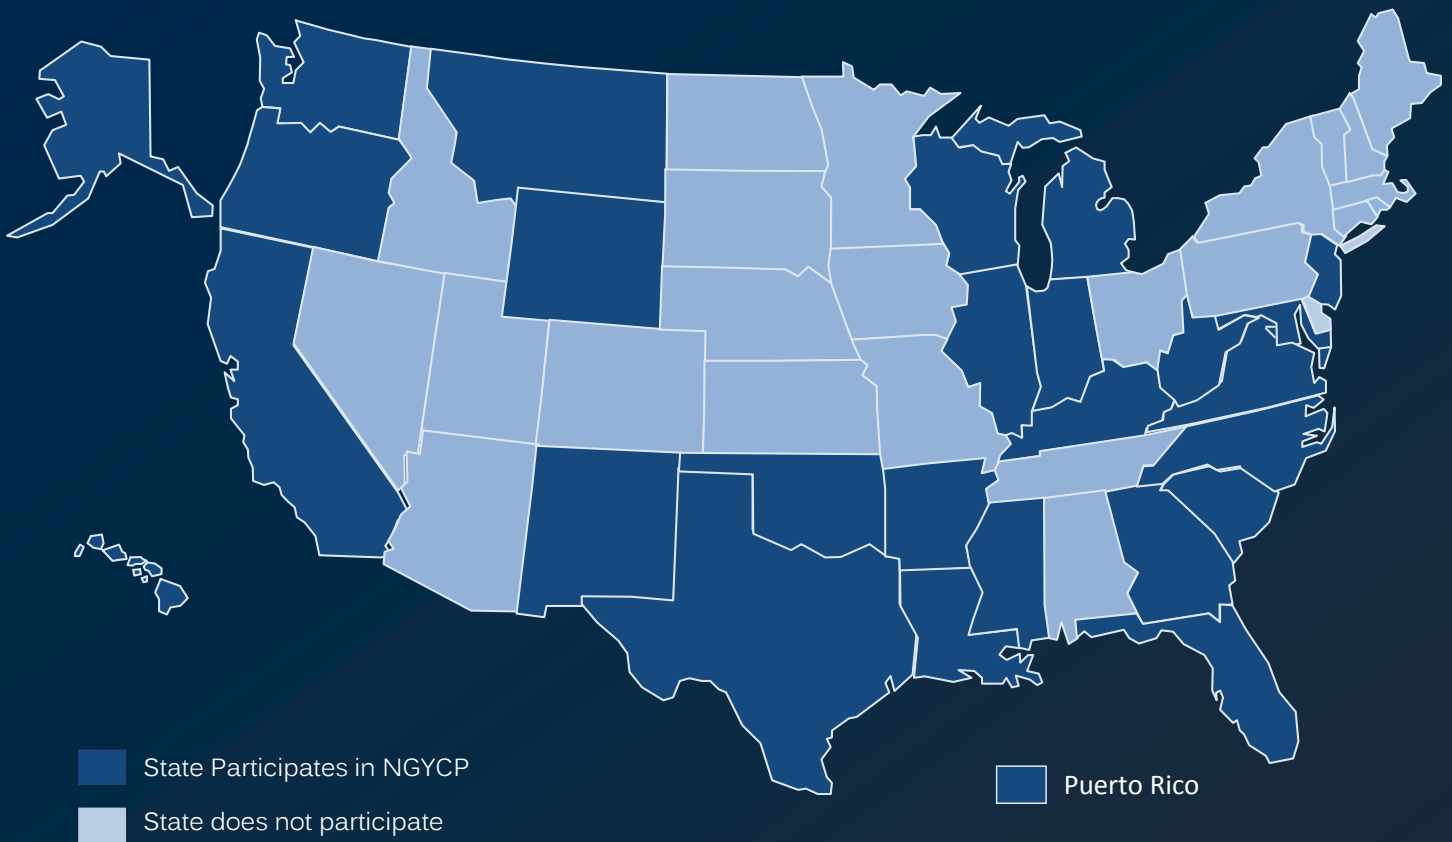 State Participates in NGYCP
State does not participate
Puerto Rico